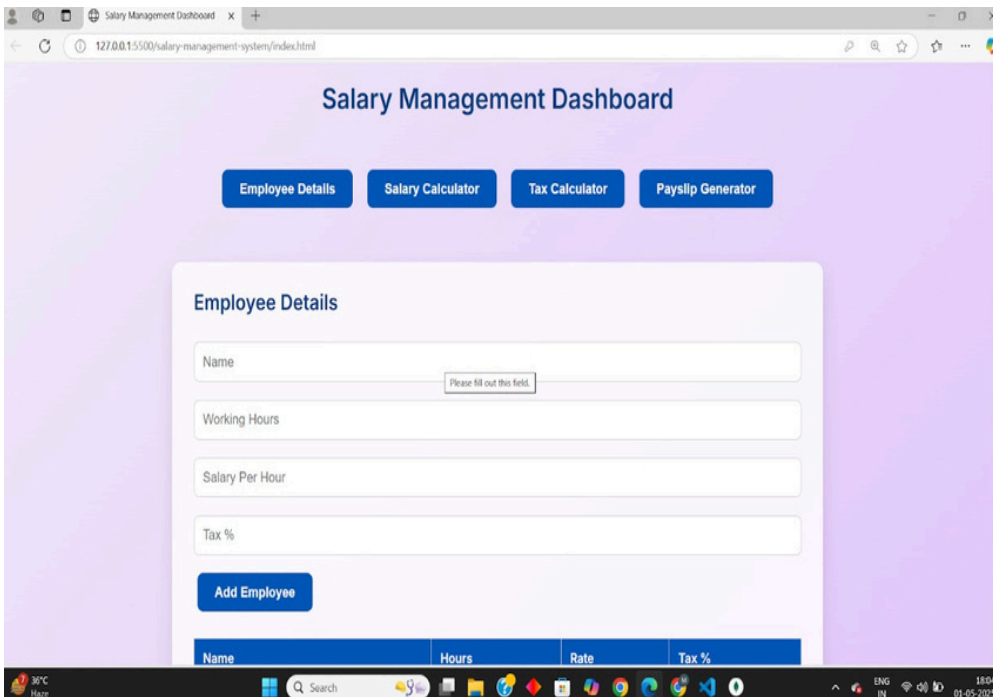 Salary Management Dashboard
127.0.0.1:5500/salary-management-system/index.html
Salary Management Dashboard
Employee Details Salary Calculator Tax Calculator Payslip Generator
Employee Details
Name
Please fill out this field.
Working Hours
Salary Per Hour
Tax %
Add Employee
Name Hours Rate Tax %
7 36°C Search ENG 18:04
Haze IN 01-05-202